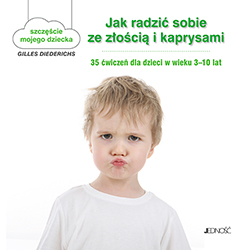 szczęście
mojego dziecka
GILLES DIEDERICHS
Jak radzić sobie
ze złością i kaprysami
35 ćwiczeń dla dzieci w wieku 3–10 lat
JEDNOŚĆ